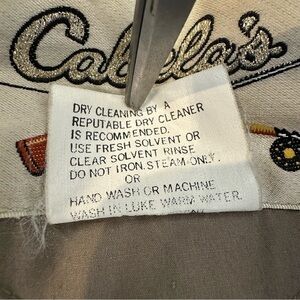 Cabela's
DRY CLEANING BY A
REPUTABLE DRY CLEANER
IS RECOMMENDED.
USE FRESH SOLVENT OR
CLEAR SOLVENT RINSE
DO NOT IRON. STEAM ONLY.
OR
HAND WASH OR MACHINE
WASH IN LUKE WARM WATER.